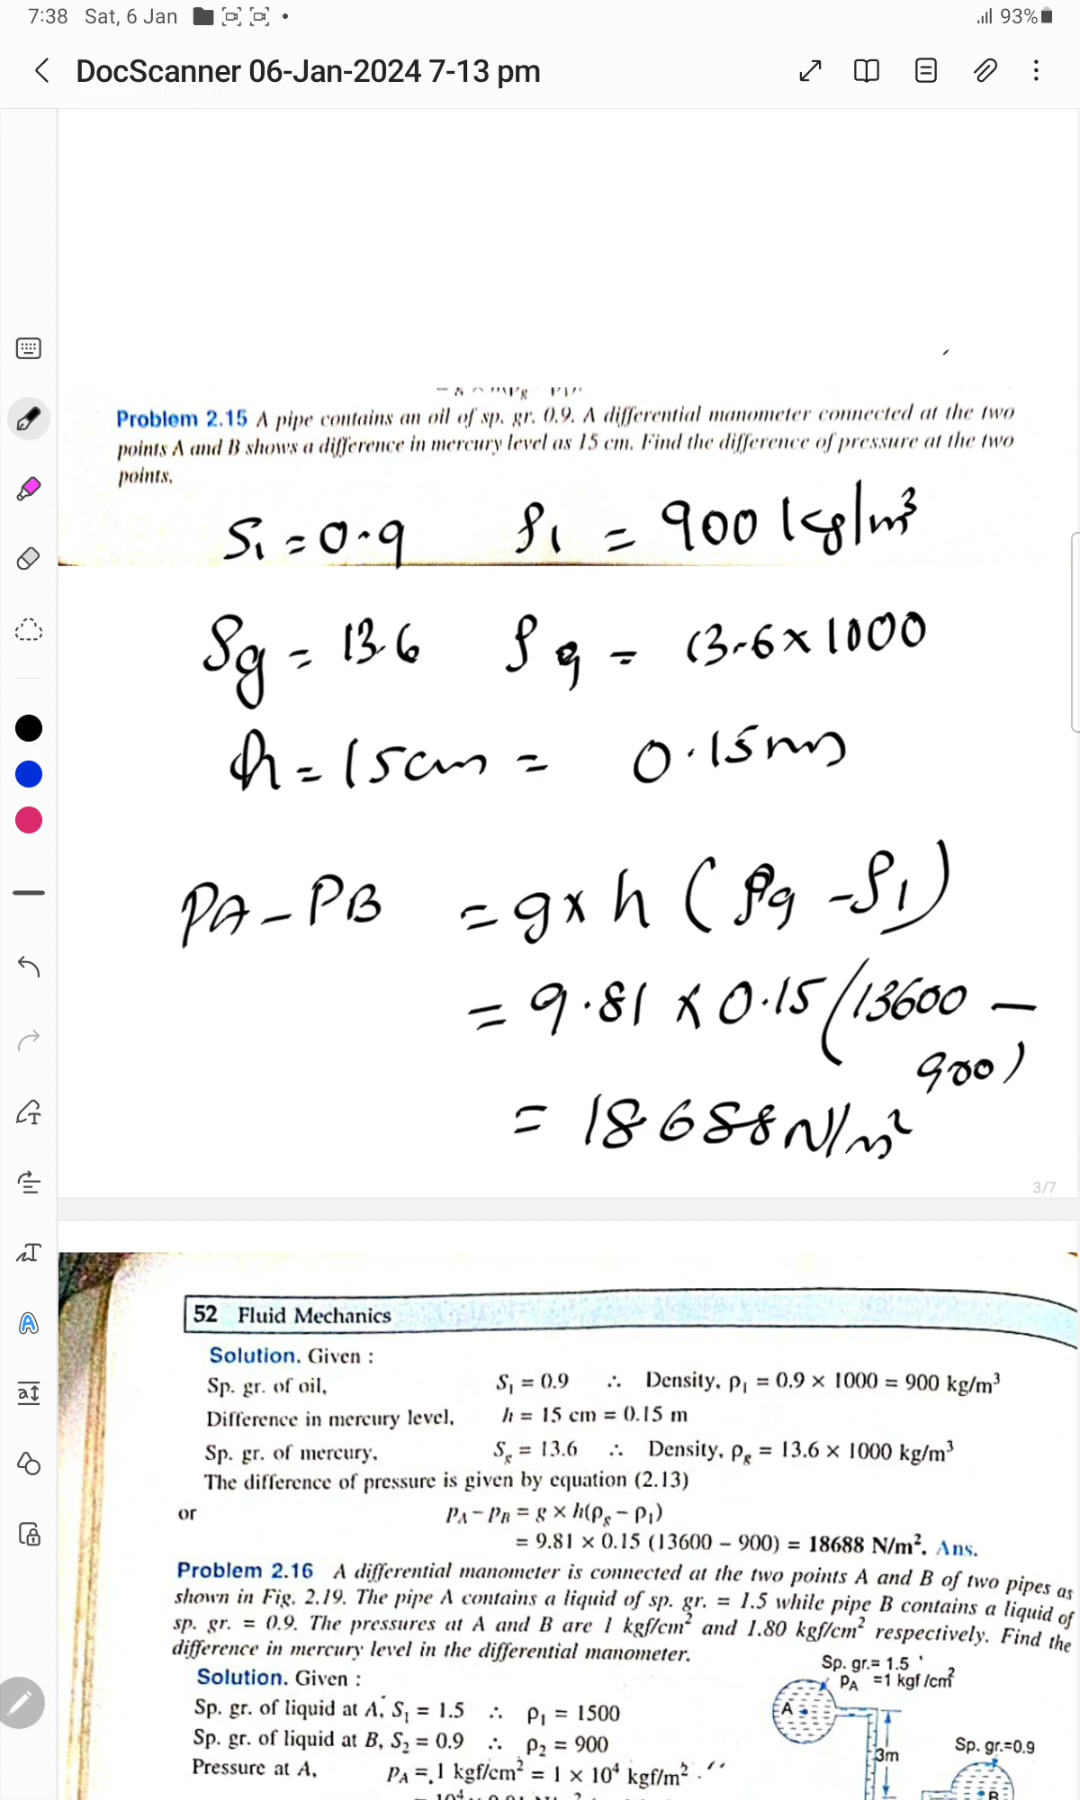 7:38 Sat, 6 Jan 93%
DocScanner 06-Jan-2024 7-13 pm
Problem 2.15 A pipe contains an oil of sp. gr. 0.9. A differential manometer connected at the two
points A and B shows a difference in mercury level as 15 cm. Find the difference of pressure at the two
points.
S₁ = 0.9 ρ₁ = 900 kg/m³
Sg = 13.6 ρg = 13.6 x 1000
h = 15cm = 0.15m
PA - PB = g x h (ρg - ρ₁)
= 9.81 x 0.15 (13600 -
900)
= 18688 N/m²
3/7
52 Fluid Mechanics
Solution. Given :
Sp. gr. of oil, S₁ = 0.9 ∴ Density, ρ₁ = 0.9 × 1000 = 900 kg/m³
Difference in mercury level, h = 15 cm = 0.15 m
Sp. gr. of mercury, Sg = 13.6 ∴ Density, ρg = 13.6 × 1000 kg/m³
The difference of pressure is given by equation (2.13)
or pA – pB = g × h(ρg – ρ₁)
= 9.81 × 0.15 (13600 – 900) = 18688 N/m². Ans.
Problem 2.16 A differential manometer is connected at the two points A and B of two pipes as
shown in Fig. 2.19. The pipe A contains a liquid of sp. gr. = 1.5 while pipe B contains a liquid of
sp. gr. = 0.9. The pressures at A and B are 1 kgf/cm² and 1.80 kgf/cm² respectively. Find the
difference in mercury level in the differential manometer.
Solution. Given :
Sp. gr. of liquid at A, S₁ = 1.5 ∴ ρ₁ = 1500
Sp. gr. of liquid at B, S₂ = 0.9 ∴ ρ₂ = 900
Pressure at A, pA = 1 kgf/cm² = 1 × 10⁴ kgf/m²
Sp. gr.= 1.5
PA =1 kgf/cm²
A
3m
Sp. gr.=0.9
B